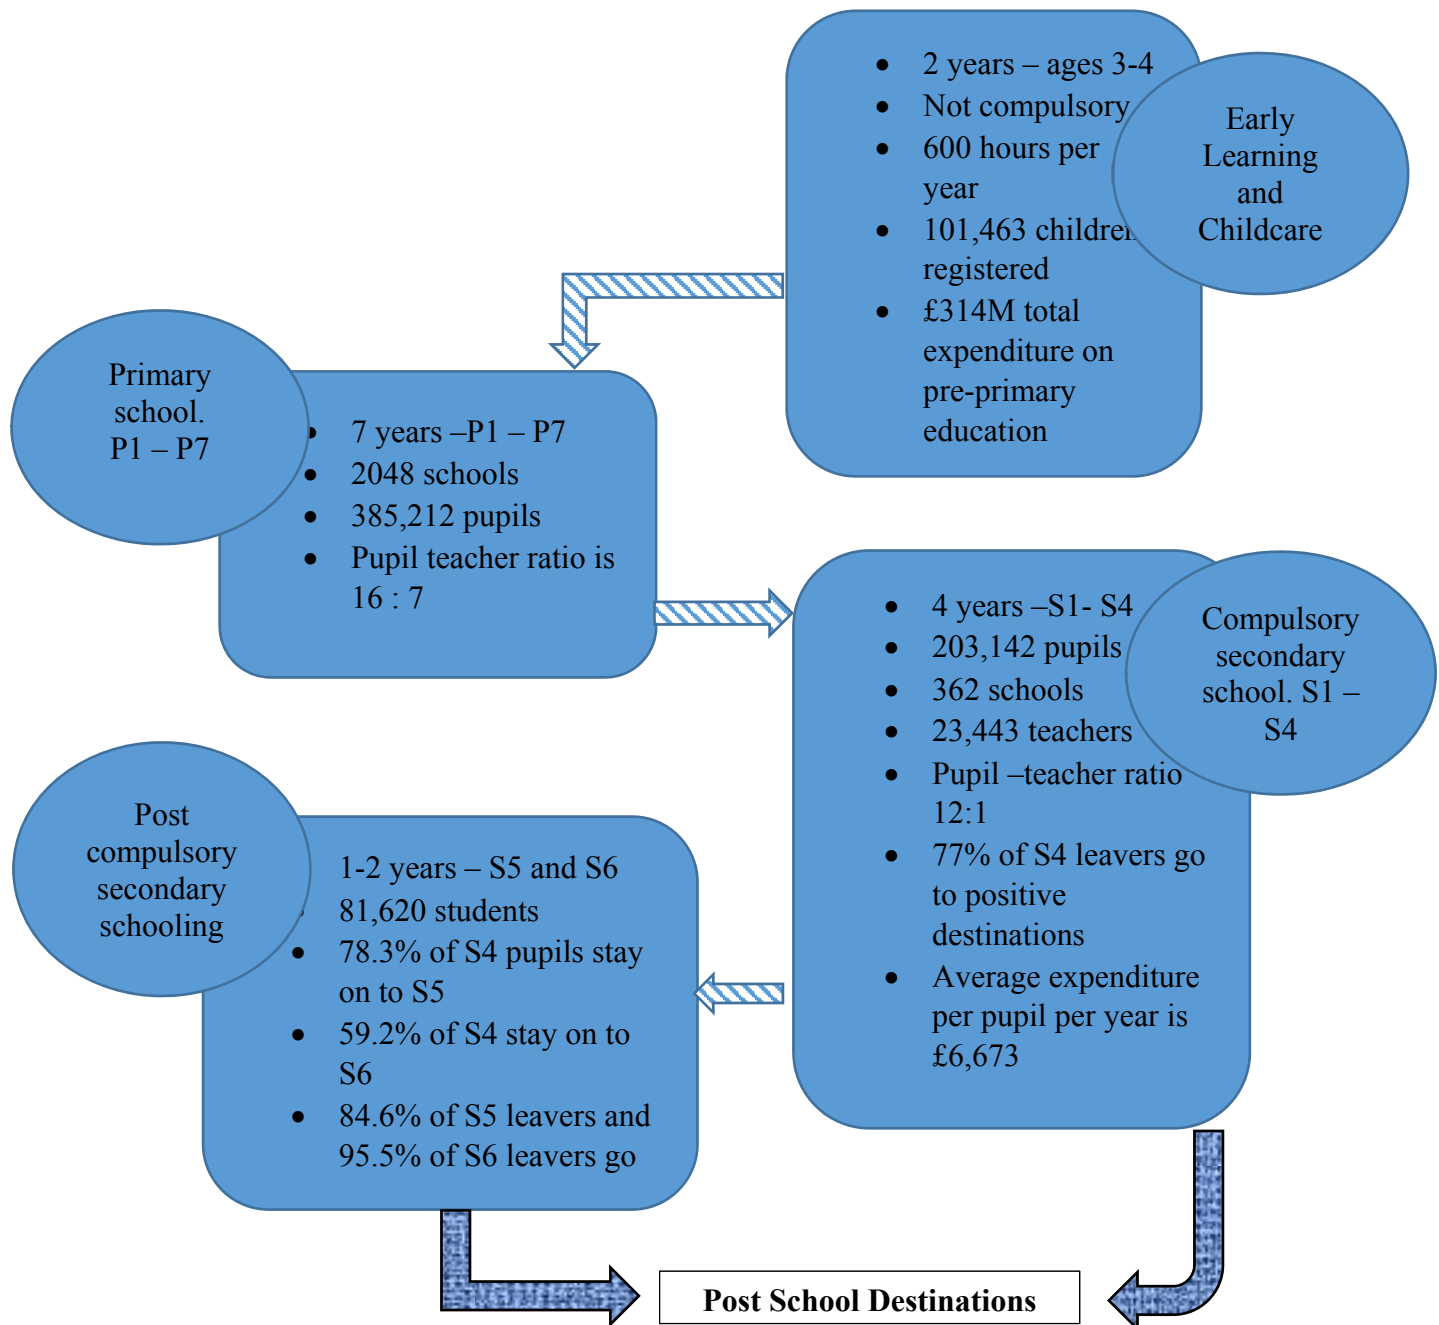 • 2 years – ages 3-4
• Not compulsory
• 600 hours per
year
• 101,463 children
registered
• £314M total
expenditure on
pre-primary
education
Early
Learning
and
Childcare
Primary
school.
P1 – P7
• 7 years –P1 – P7
• 2048 schools
• 385,212 pupils
• Pupil teacher ratio is
16 : 7
• 4 years –S1- S4
• 203,142 pupils
• 362 schools
• 23,443 teachers
• Pupil –teacher ratio
12:1
• 77% of S4 leavers go
to positive
destinations
• Average expenditure
per pupil per year is
£6,673
Compulsory
secondary
school. S1 –
S4
Post
compulsory
secondary
schooling
1-2 years – S5 and S6
• 81,620 students
• 78.3% of S4 pupils stay
on to S5
• 59.2% of S4 stay on to
S6
• 84.6% of S5 leavers and
95.5% of S6 leavers go
Post School Destinations